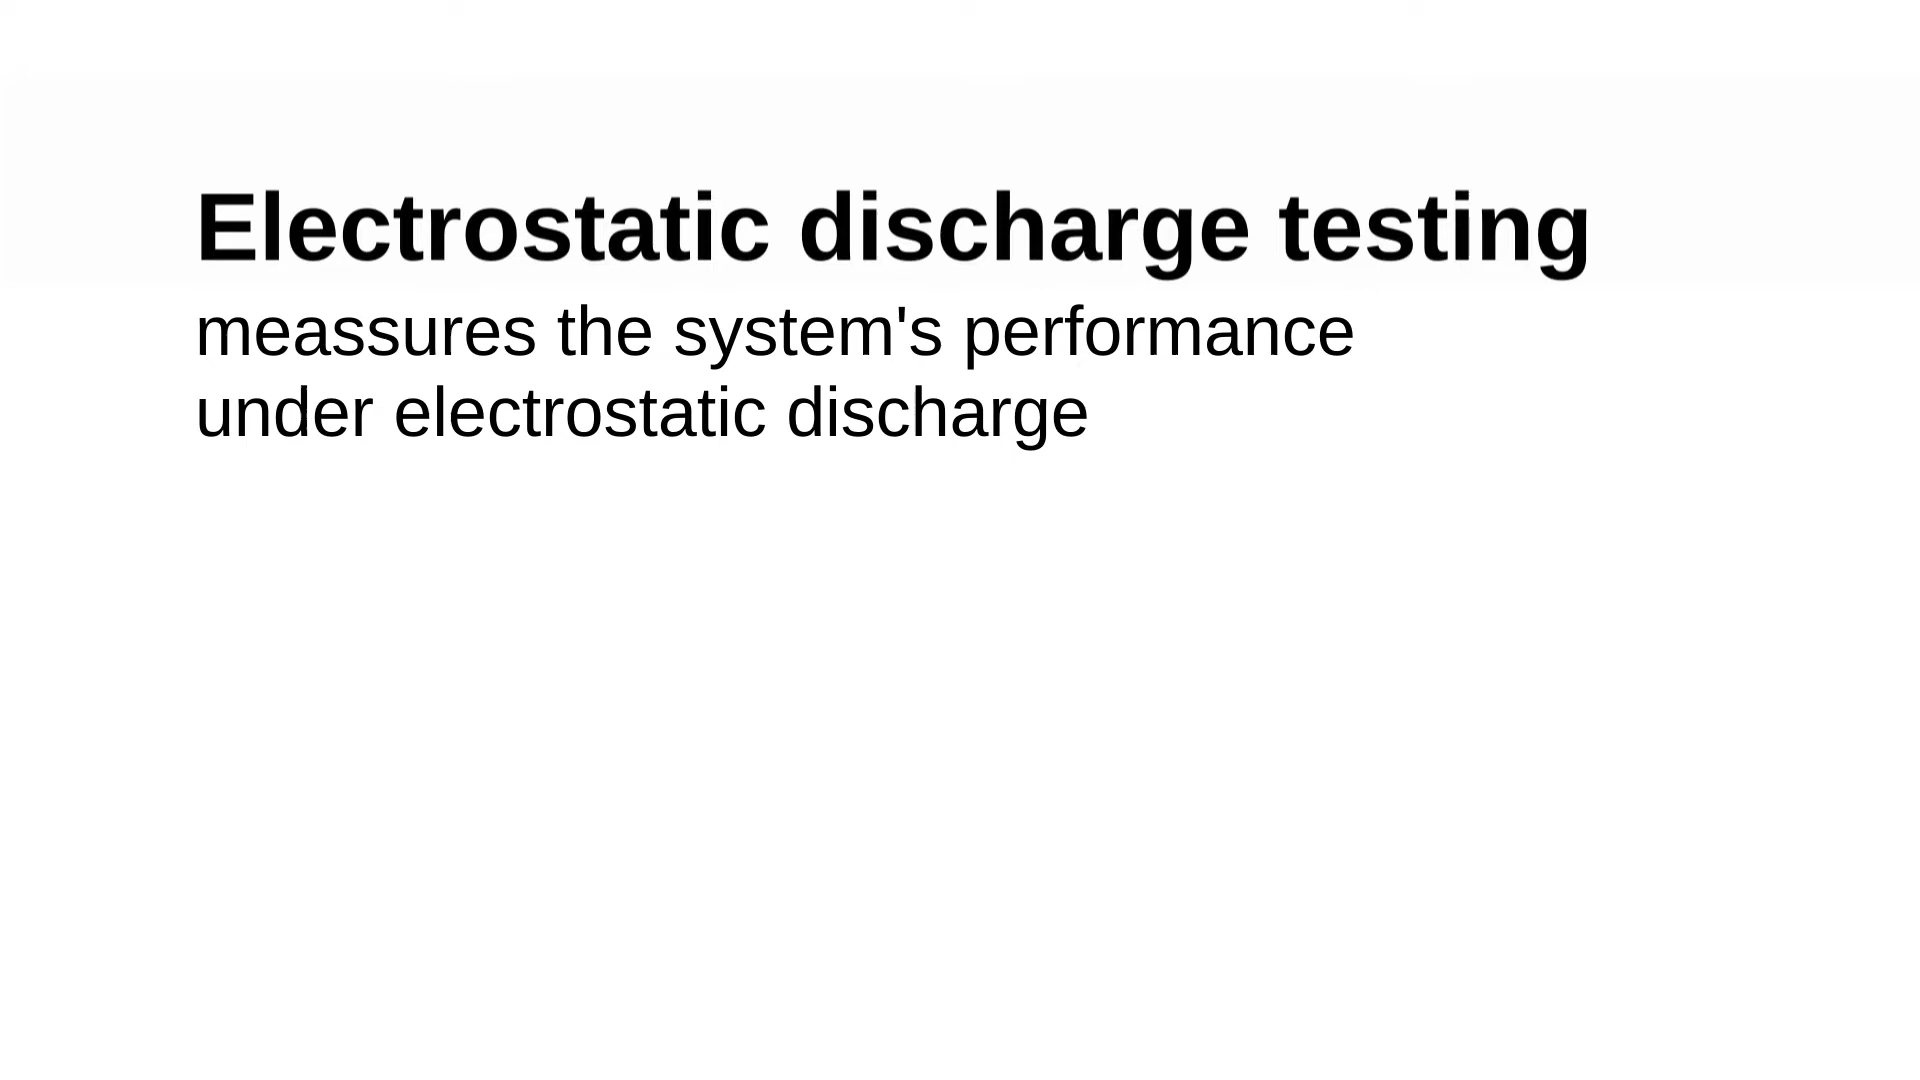 Electrostatic discharge testing
meassures the system's performance
under electrostatic discharge